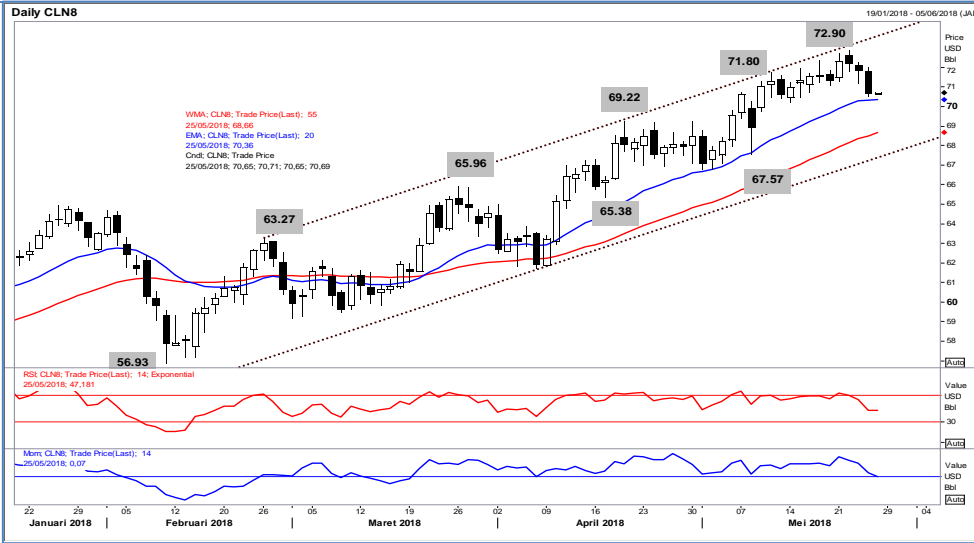 Daily CLN8
19/01/2018 - 05/06/2018 (JA
Price
USD
Bbl
72.90
71.80
69.22
65.96
63.27
67.57
65.38
56.93
WMA; CLN8; Trade Price(Last); 55
25/05/2018; 68,66
EMA; CLN8; Trade Price(Last); 20
25/05/2018; 70,36
Cndl; CLN8; Trade Price
25/05/2018; 70,65; 70,71; 70,65; 70,69
72
71
70
69
68
67
66
65
64
63
62
61
60
59
58
Auto
RSI; CLN8; Trade Price(Last); 14; Exponential
25/05/2018; 47,181
Value
USD
Bbl
30
Auto
Mom; CLN8; Trade Price(Last); 14
25/05/2018; 0,07
Value
USD
Bbl
Auto
22 29 05 12 20 26 05 12 19 26 02 09 16 23 30 07 14 21 29 04
Januari 2018 Februari 2018 Maret 2018 April 2018 Mei 2018